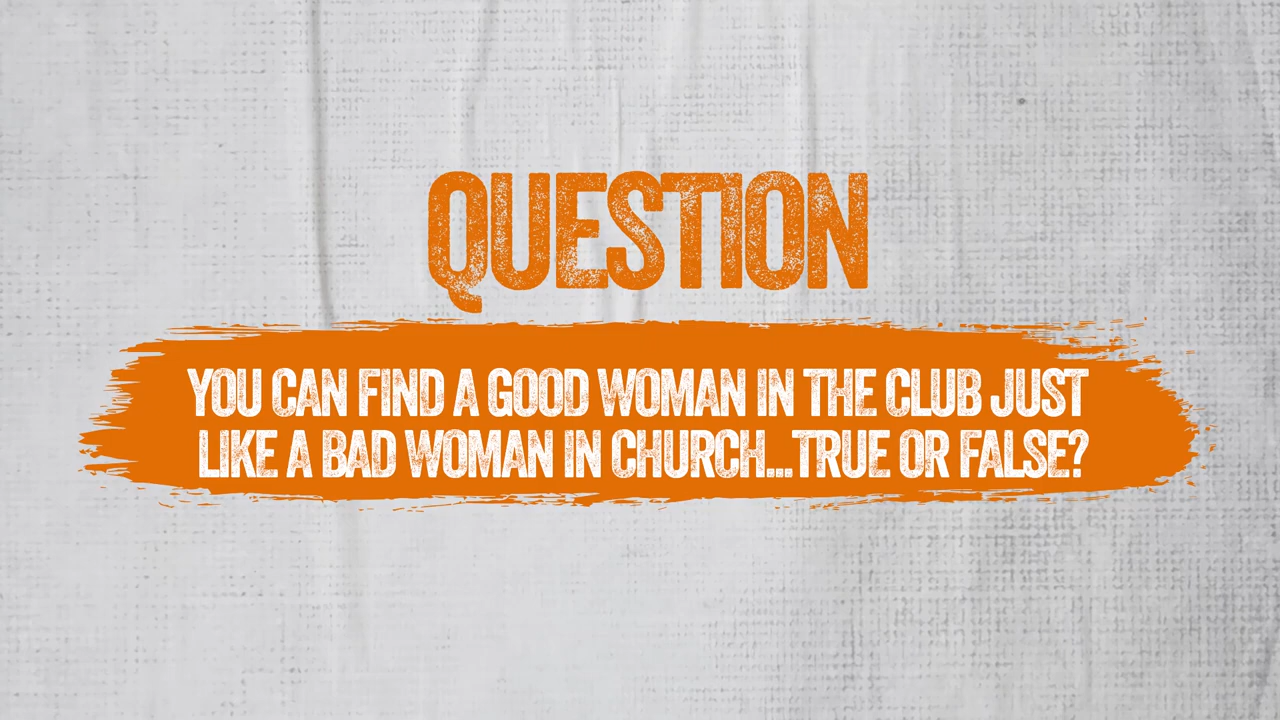 QUESTION
YOU CAN FIND A GOOD WOMAN IN THE CLUB JUST
LIKE A BAD WOMAN IN CHURCH...TRUE OR FALSE?